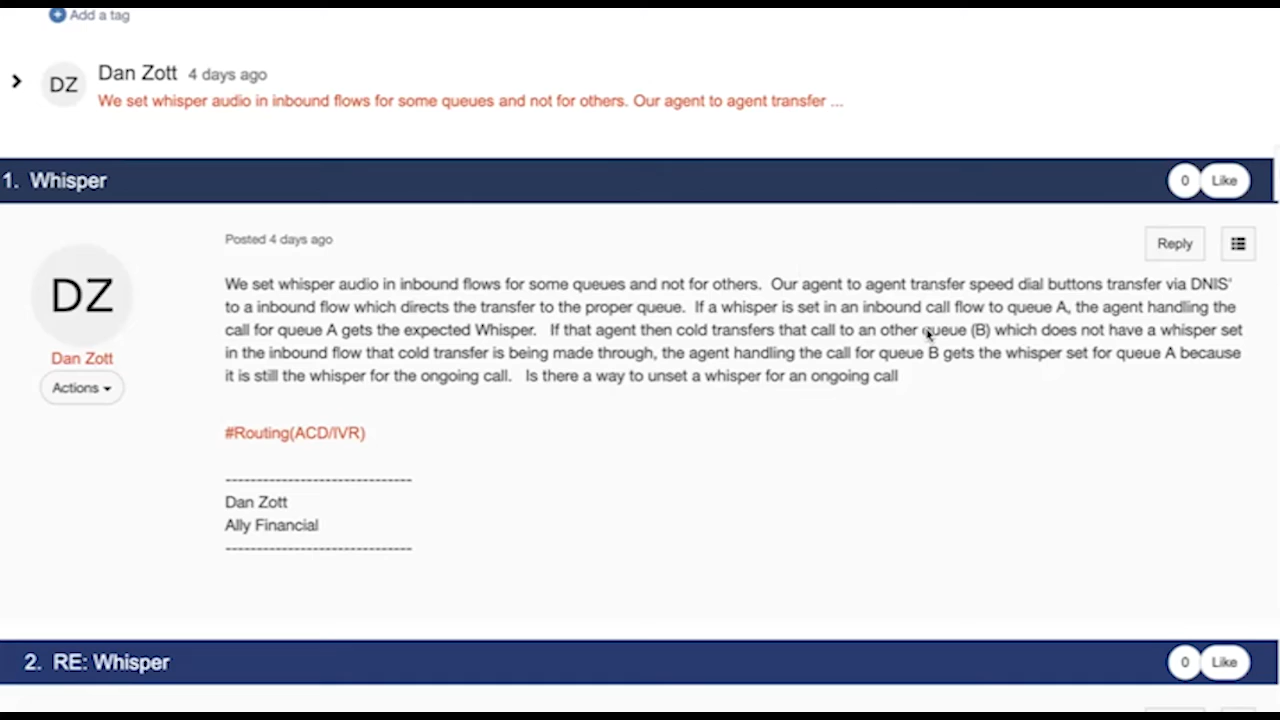 Add a tag
DZ
Dan Zott 4 days ago
We set whisper audio in inbound flows for some queues and not for others. Our agent to agent transfer ...
1. Whisper
0 Like
Posted 4 days ago
Reply
DZ
Dan Zott
Actions
We set whisper audio in inbound flows for some queues and not for others. Our agent to agent transfer speed dial buttons transfer via DNIS'
to a inbound flow which directs the transfer to the proper queue. If a whisper is set in an inbound call flow to queue A, the agent handling the
call for queue A gets the expected Whisper. If that agent then cold transfers that call to an other queue (B) which does not have a whisper set
in the inbound flow that cold transfer is being made through, the agent handling the call for queue B gets the whisper set for queue A because
it is still the whisper for the ongoing call. Is there a way to unset a whisper for an ongoing call
#Routing(ACD/IVR)
------------------------------
Dan Zott
Ally Financial
------------------------------
2. RE: Whisper
0 Like